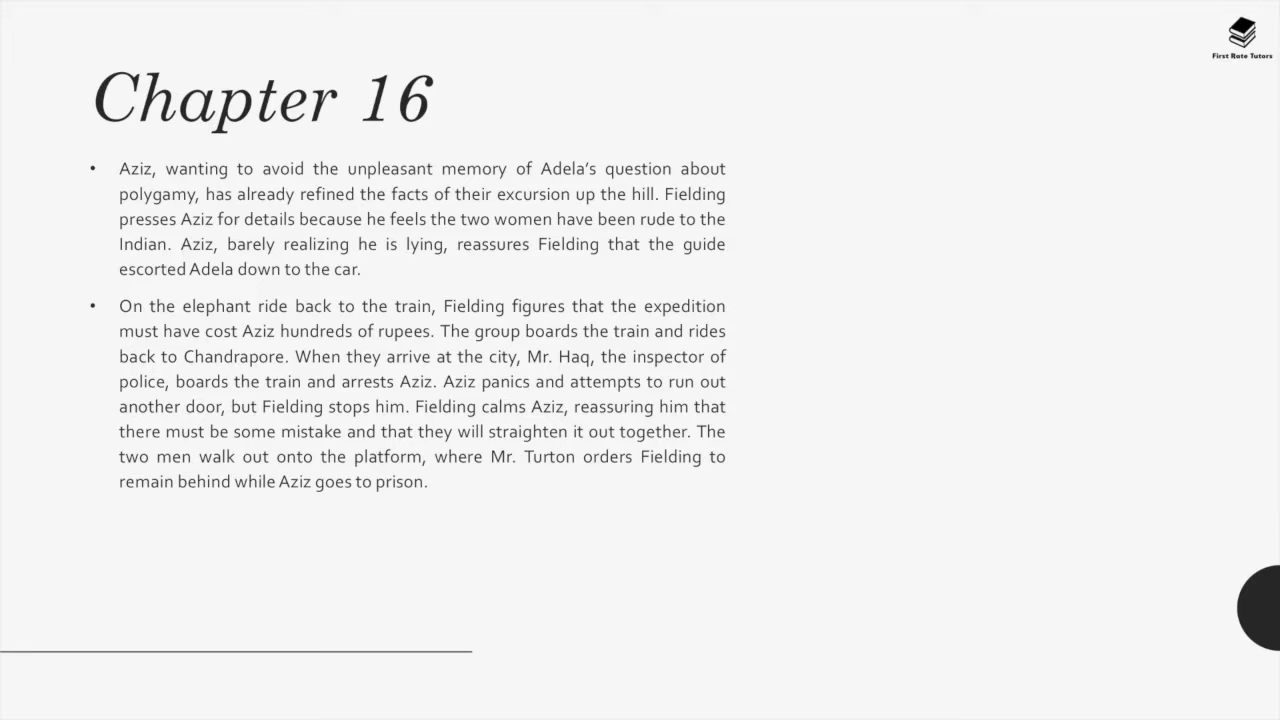 First Rate Tutors
Chapter 16
• Aziz, wanting to avoid the unpleasant memory of Adela’s question about
polygamy, has already refined the facts of their excursion up the hill. Fielding
presses Aziz for details because he feels the two women have been rude to the
Indian. Aziz, barely realizing he is lying, reassures Fielding that the guide
escorted Adela down to the car.
• On the elephant ride back to the train, Fielding figures that the expedition
must have cost Aziz hundreds of rupees. The group boards the train and rides
back to Chandrapore. When they arrive at the city, Mr. Haq, the inspector of
police, boards the train and arrests Aziz. Aziz panics and attempts to run out
another door, but Fielding stops him. Fielding calms Aziz, reassuring him that
there must be some mistake and that they will straighten it out together. The
two men walk out onto the platform, where Mr. Turton orders Fielding to
remain behind while Aziz goes to prison.